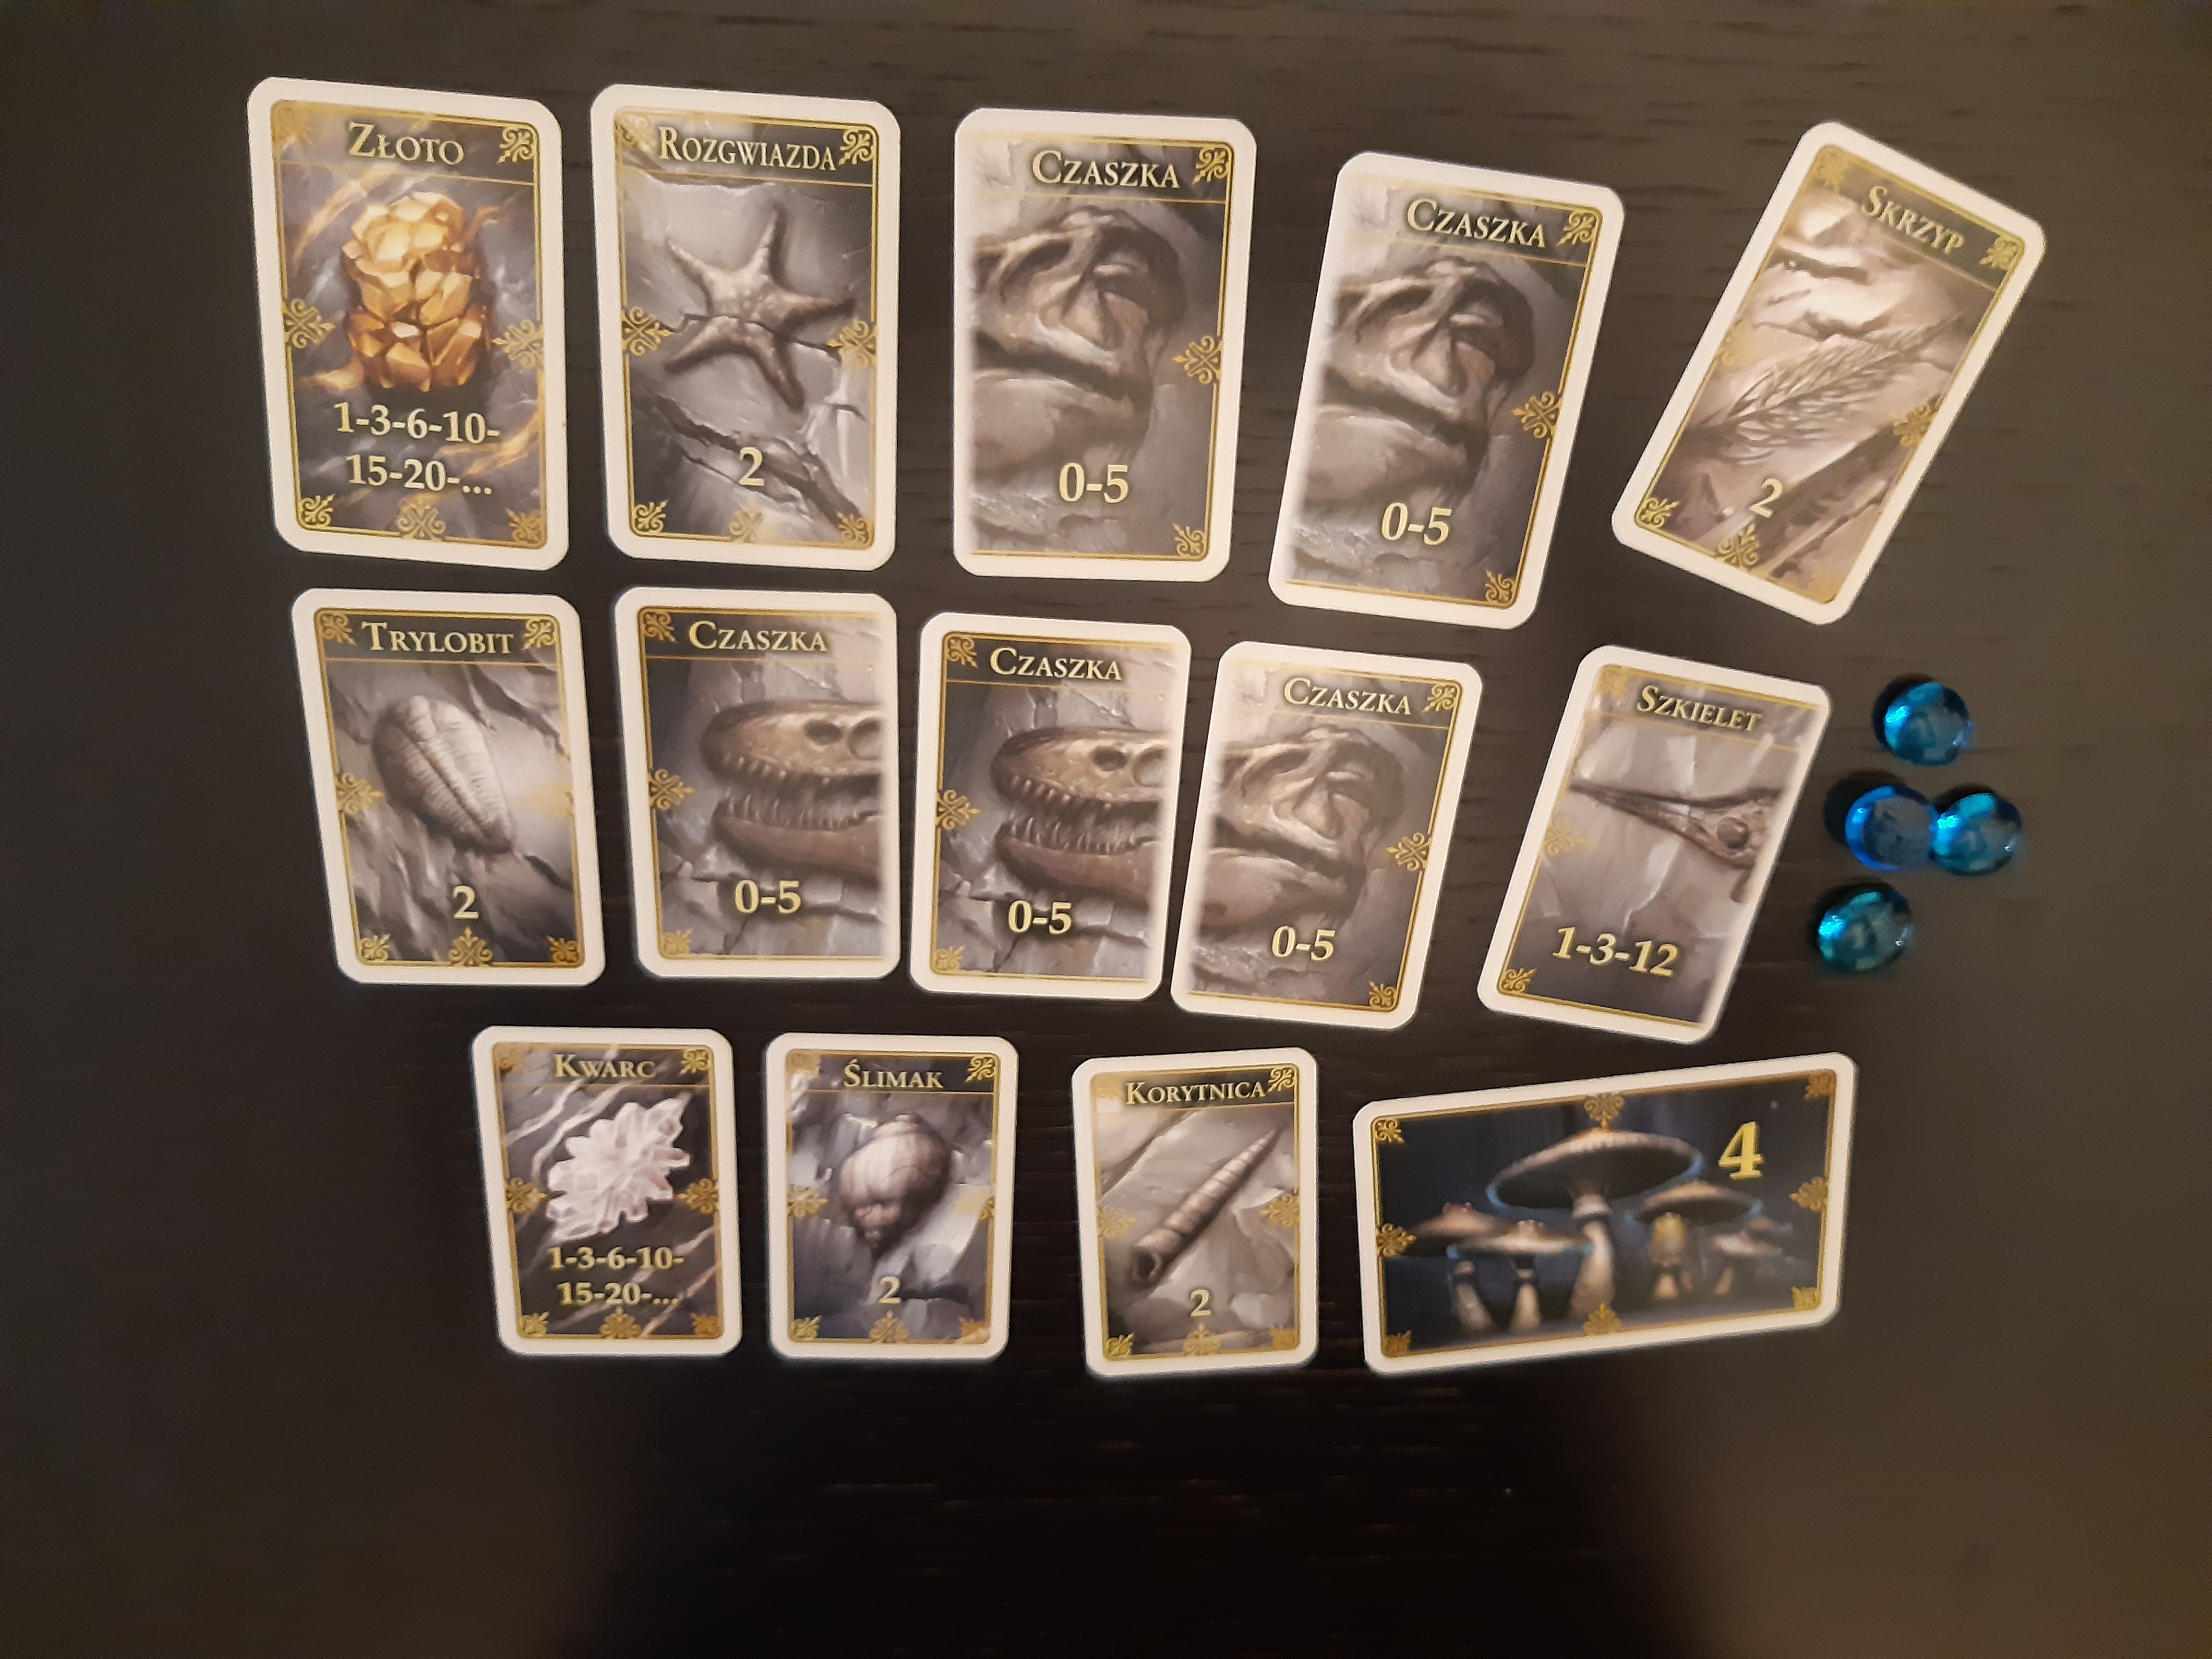 Złoto
1-3-6-10-
15-20-...
Rozgwiazda
2
Czaszka
0-5
Czaszka
0-5
Skrzyp
2
Trylobit
2
Czaszka
0-5
Czaszka
0-5
Czaszka
0-5
Szkielet
1-3-12
Kwarc
1-3-6-10-
15-20-...
Ślimak
2
Korytnica
2
4